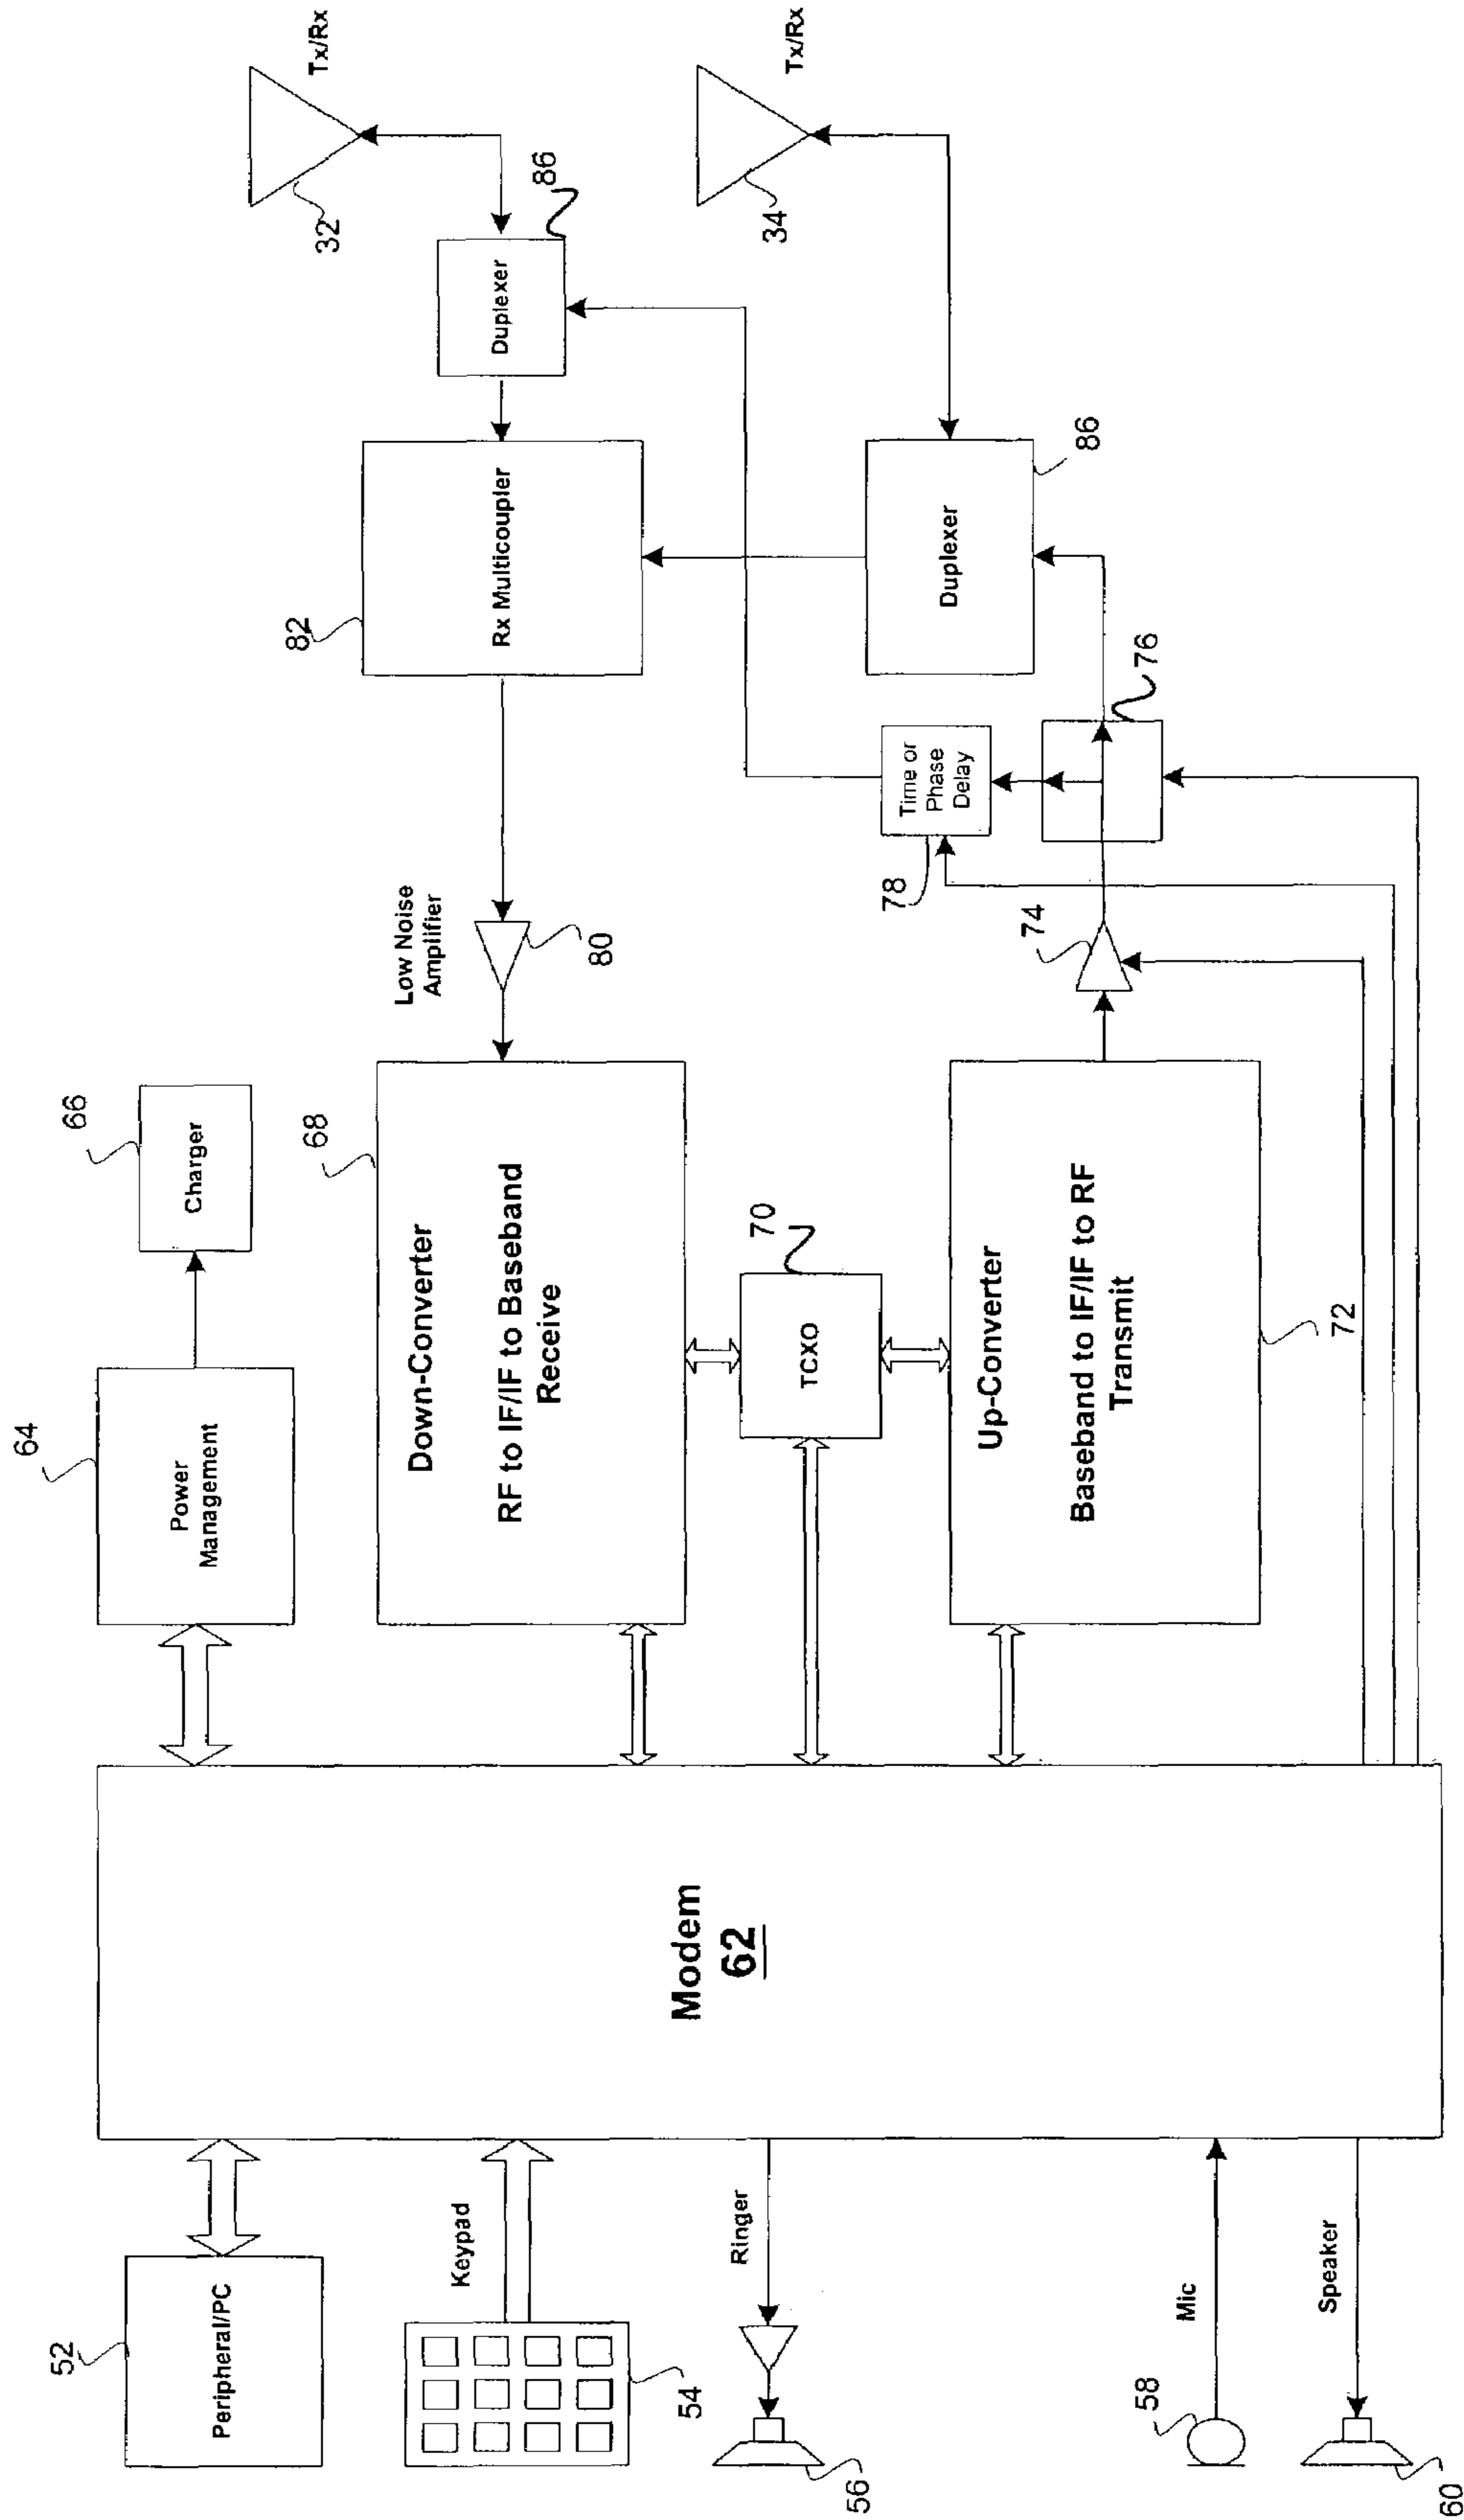 52
Peripheral/PC
Keypad
54
Ringer
56
Mic
58
Speaker
60
Modem
62
64
Power
Management
66
Charger
68
Down-Converter
RF to IF/IF to Baseband
Receive
70
TCXO
Up-Converter
Baseband to IF/IF to RF
Transmit
72
Low Noise
Amplifier
80
74
78
Time or
Phase
Delay
76
82
Rx Multicoupler
Duplexer
86
Duplexer
86
32
Tx/Rx
34
Tx/Rx